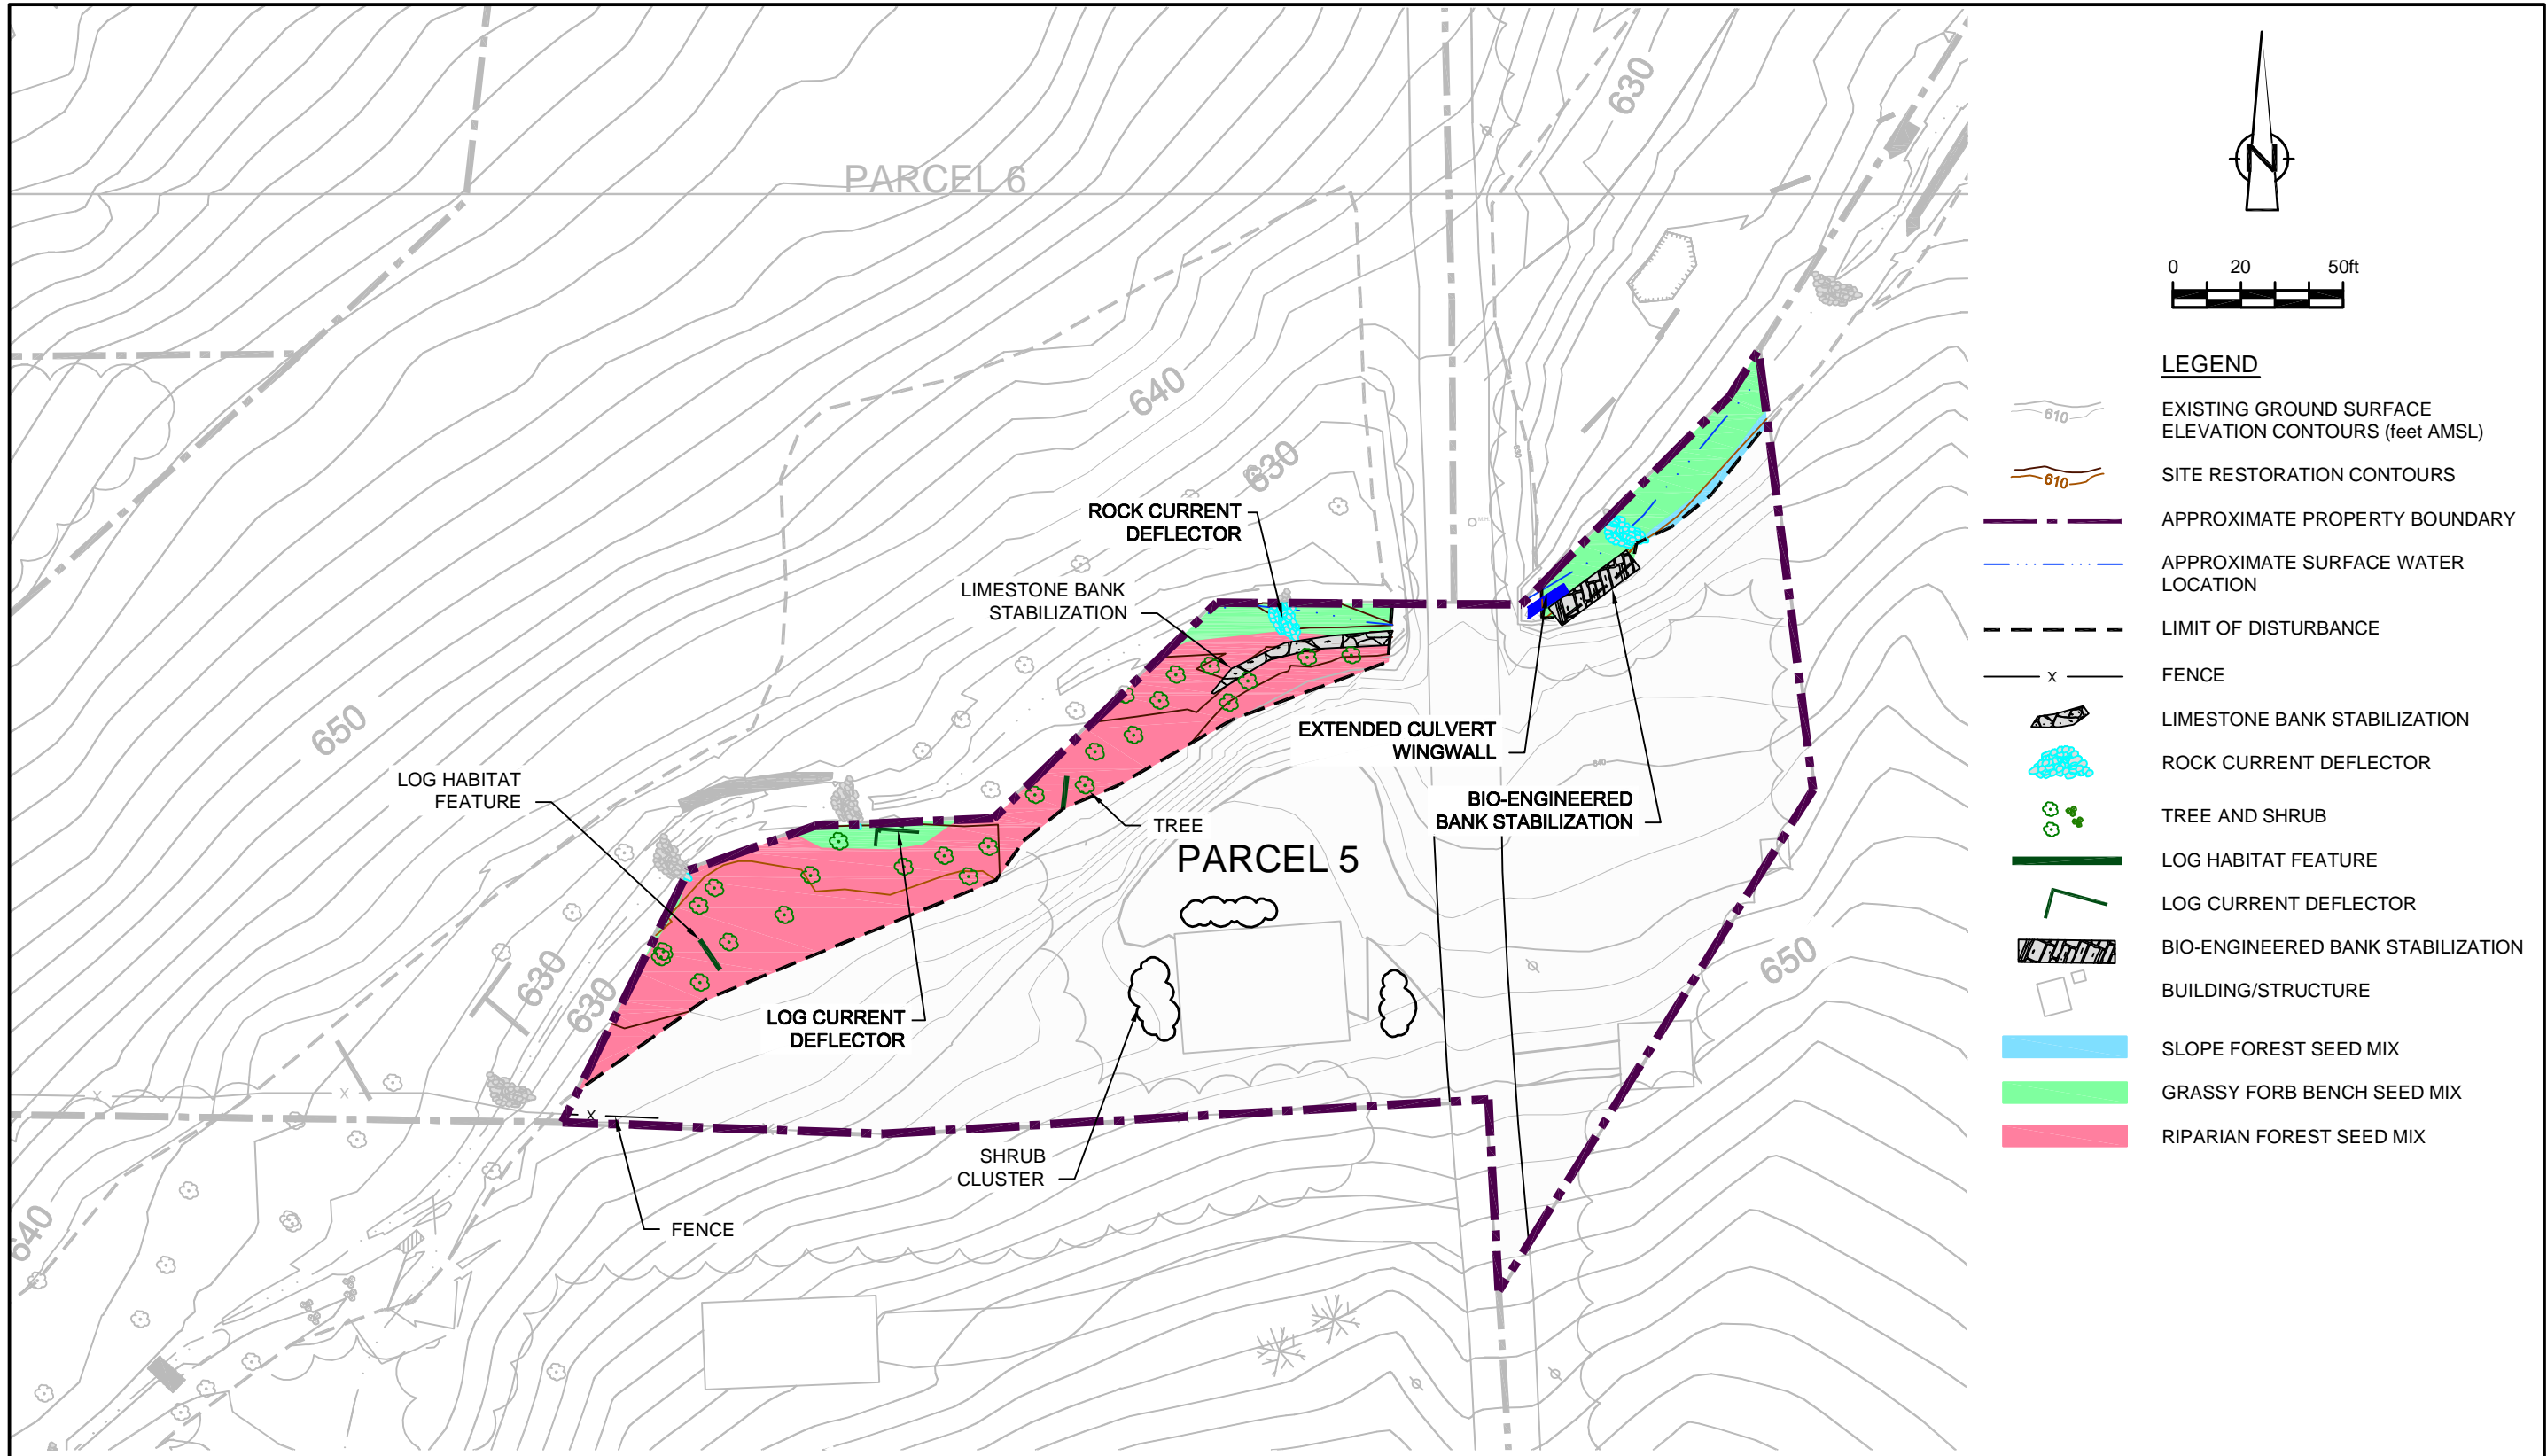 PARCEL 6
630
640
630
ROCK CURRENT
DEFLECTOR
LIMESTONE BANK
STABILIZATION
630
650
LOG HABITAT
FEATURE
EXTENDED CULVERT
WINGWALL
640
BIO-ENGINEERED
BANK STABILIZATION
TREE
PARCEL 5
650
630
630
LOG CURRENT
DEFLECTOR
X
X
X
SHRUB
CLUSTER
FENCE
640
N
0 20 50ft
LEGEND
610
EXISTING GROUND SURFACE
ELEVATION CONTOURS (feet AMSL)
610
SITE RESTORATION CONTOURS
APPROXIMATE PROPERTY BOUNDARY
APPROXIMATE SURFACE WATER
LOCATION
LIMIT OF DISTURBANCE
X
FENCE
LIMESTONE BANK STABILIZATION
ROCK CURRENT DEFLECTOR
TREE AND SHRUB
LOG HABITAT FEATURE
LOG CURRENT DEFLECTOR
BIO-ENGINEERED BANK STABILIZATION
BUILDING/STRUCTURE
SLOPE FOREST SEED MIX
GRASSY FORB BENCH SEED MIX
RIPARIAN FOREST SEED MIX